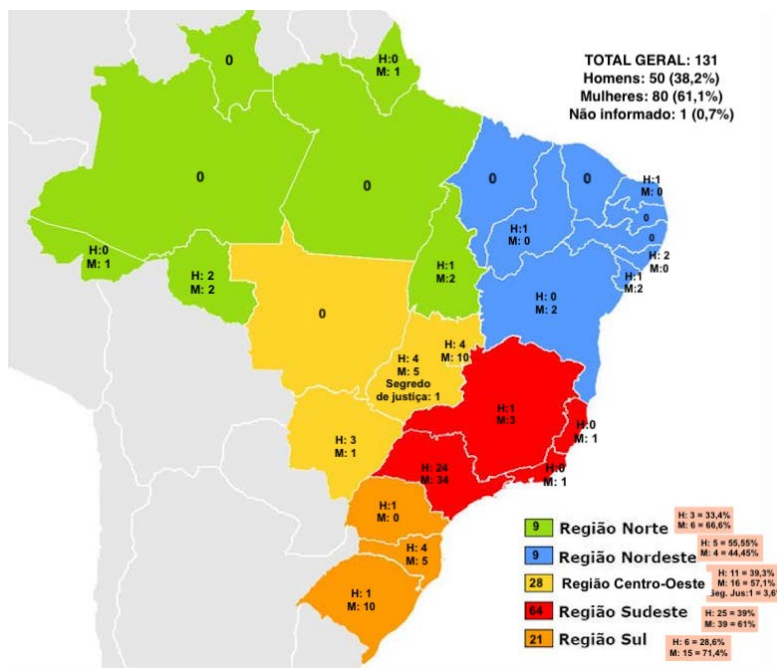 TOTAL GERAL: 131
Homens: 50 (38,2%)
Mulheres: 80 (61,1%)
Não informado: 1 (0,7%)
0
H:0
M: 1
0
0
0
0
H:1
M: 0
0
0
H:1
M: 0
H: 2
M:0
H:1
M:2
H:0
M: 1
H: 2
M: 2
H:1
M:2
H: 0
M: 2
0
H: 4
M: 10
H: 4
M: 5
Segredo
de justiça: 1
H:1
M:3
H:0
M: 1
H: 3
M: 1
H: 24
M: 34
H:0
M: 1
H:1
M: 0
H: 4
M: 5
H: 1
M: 10
9 Região Norte
H: 3 = 33,4%
M: 6 = 66,6%
9 Região Nordeste
H: 5 = 55,55%
M: 4 = 44,45%
28 Região Centro-Oeste
H: 11 = 39,3%
M: 16 = 57,1%
Seg. Jus:1 = 3,6%
64 Região Sudeste
H: 25 = 39%
M: 39 = 61%
21 Região Sul
H: 6 = 28,6%
M: 15 = 71,4%